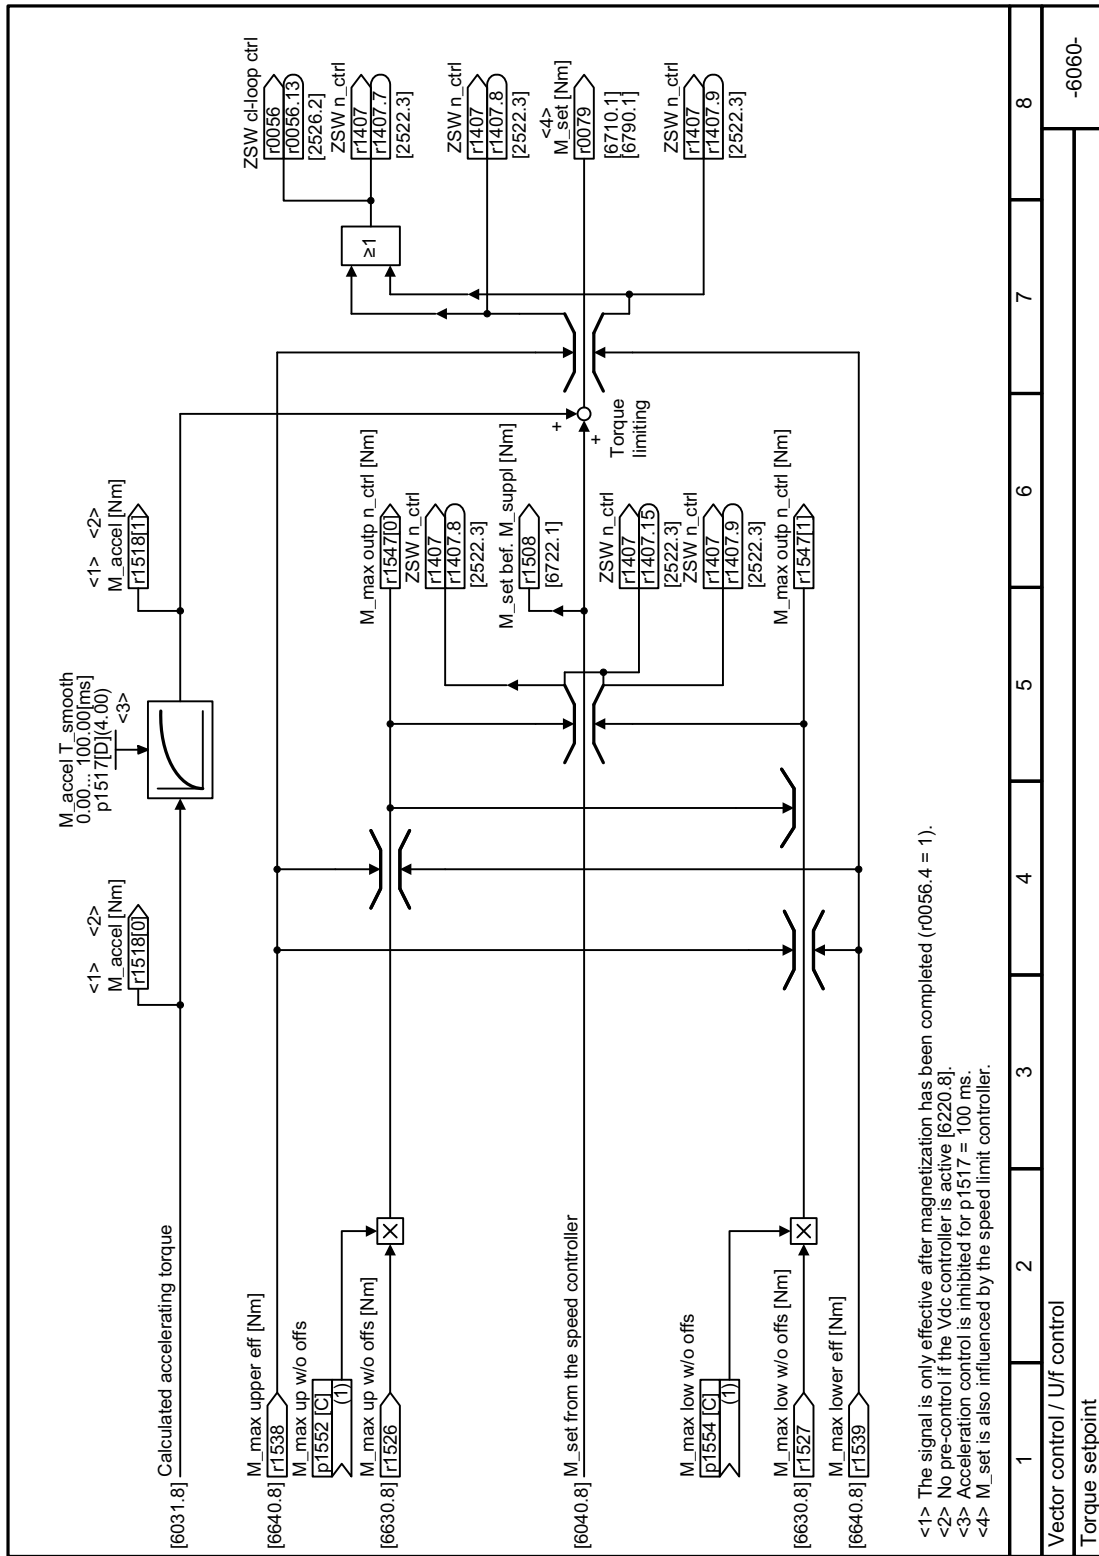 [6031.8] Calculated accelerating torque
<1> <2>
M_accel [Nm]
r1518[0]
M_accel T_smooth
0.00... 100.00[ms]
p1517[D](4.00)
<3>
<1> <2>
M_accel [Nm]
r1518[1]
M_max upper eff [Nm]
[6640.8] r1538
M_max up w/o offs
p1552 [C]
(1)
M_max up w/o offs [Nm]
[6630.8] r1526
[6040.8] M_set from the speed controller
M_max low w/o offs
p1554 [C]
(1)
M_max low w/o offs [Nm]
[6630.8] r1527
M_max lower eff [Nm]
[6640.8] r1539
M_max outp n_ctrl [Nm]
r1547[0]
ZSW n_ctrl
r1407
r1407.8
[2522.3]
M_set bef. M_suppl [Nm]
r1508
[6722.1]
ZSW n_ctrl
r1407
r1407.15
[2522.3]
ZSW n_ctrl
r1407
r1407.9
[2522.3]
M_max outp n_ctrl [Nm]
r1547[1]
+
+
Torque
limiting
≥1
ZSW cl-loop ctrl
r0056
r0056.13
[2526.2]
ZSW n_ctrl
r1407
r1407.7
[2522.3]
ZSW n_ctrl
r1407
r1407.8
[2522.3]
<4>
M_set [Nm]
r0079
[6710.1]
[6790.1]
ZSW n_ctrl
r1407
r1407.9
[2522.3]
<1> The signal is only effective after magnetization has been completed (r0056.4 = 1).
<2> No pre-control if the Vdc controller is active [6220.8].
<3> Acceleration control is inhibited for p1517 = 100 ms.
<4> M_set is also influenced by the speed limit controller.
1 2 3 4 5 6 7 8
Vector control / U/f control
Torque setpoint
-6060-